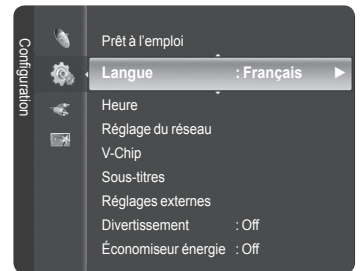 Configuration
Prêt à l'emploi
Langue : Français
Heure
Réglage du réseau
V-Chip
Sous-titres
Réglages externes
Divertissement : Off
Économiseur énergie : Off